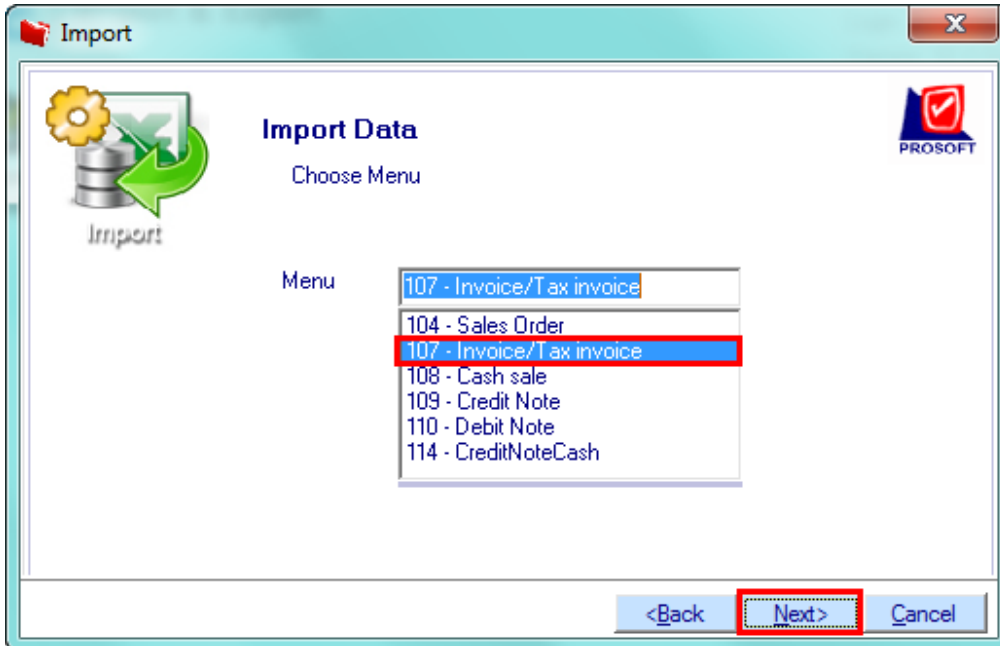 Import
X
Import Data
PROSOFT
Choose Menu
Import
Menu
107 - Invoice/Tax invoice
104 - Sales Order
107 - Invoice/Tax invoice
108 - Cash sale
109 - Credit Note
110 - Debit Note
114 - CreditNoteCash
<Back Next> Cancel